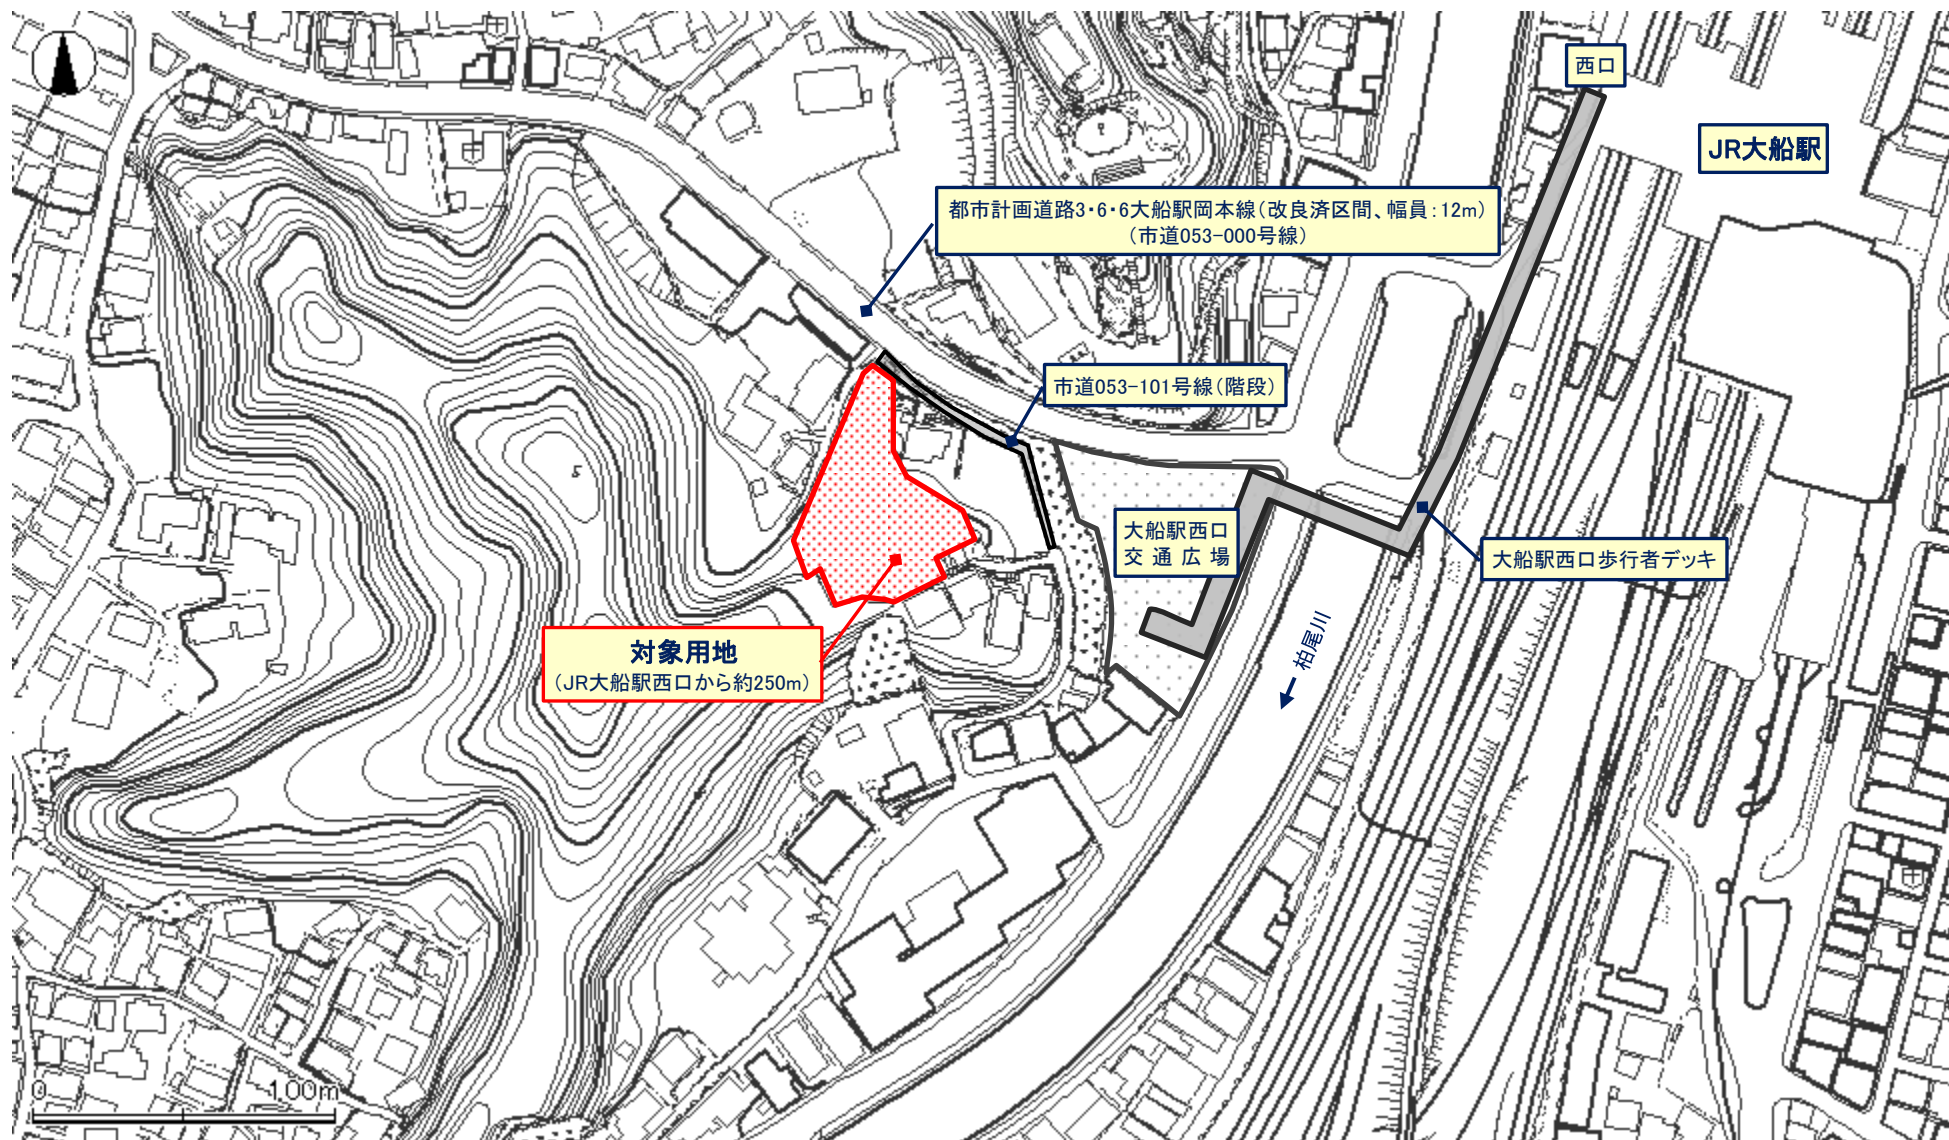 西口
JR大船駅
都市計画道路3・6・6大船駅岡本線（改良済区間、幅員：12m）
（市道053-000号線）
市道053-101号線（階段）
大船駅西口
交通広場
大船駅西口歩行者デッキ
柏尾川
対象用地
（JR大船駅西口から約250m）
0 100m